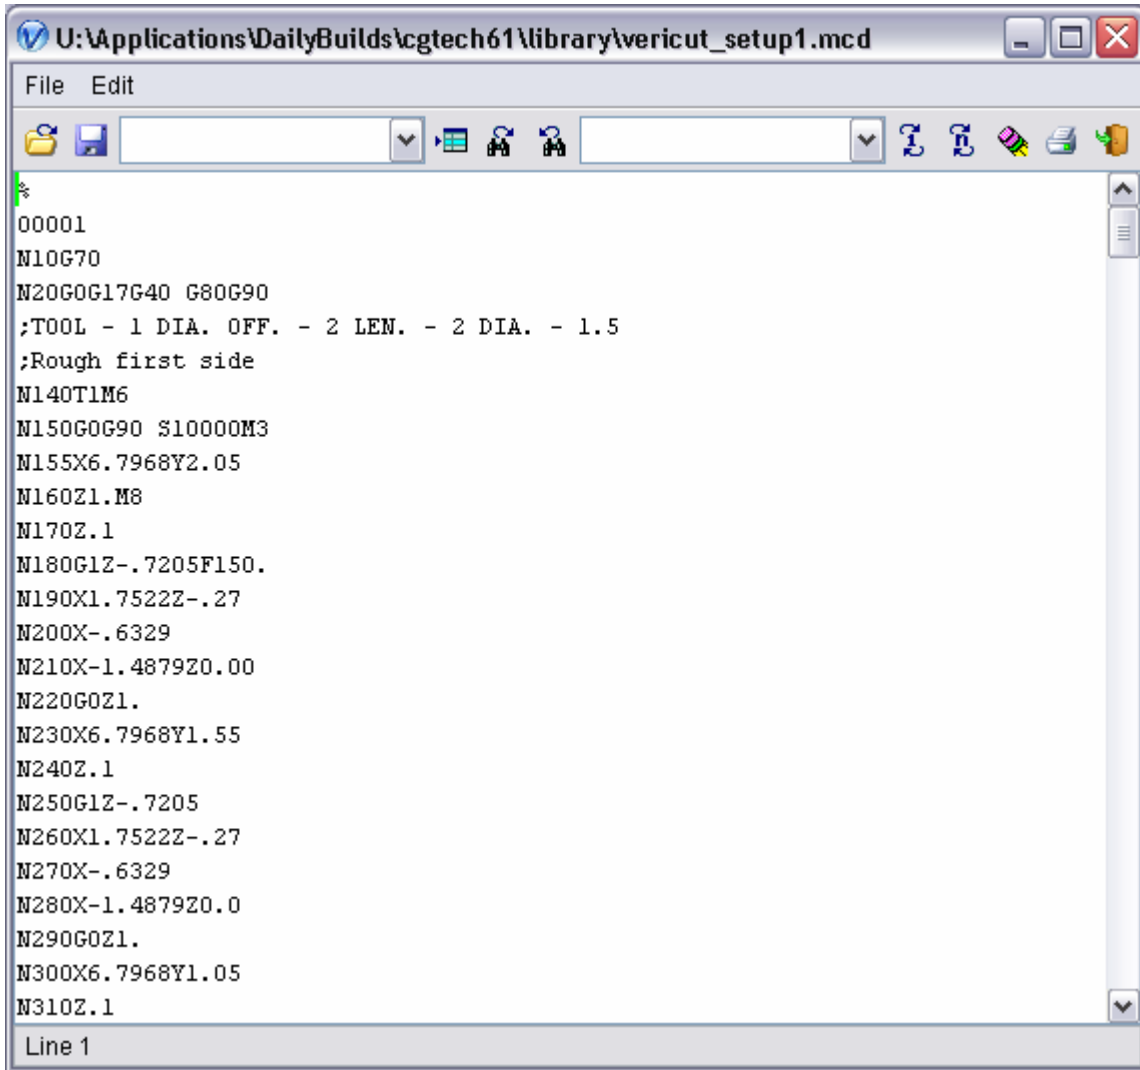 U:\Applications\DailyBuilds\cgtech61\library\vericut_setup1.mcd
File Edit
%
O0001
N10G70
N20G0G17G40 G80G90
;TOOL - 1 DIA. OFF. - 2 LEN. - 2 DIA. - 1.5
;Rough first side
N140T1M6
N150G0G90 S10000M3
N155X6.7968Y2.05
N160Z1.M8
N170Z.1
N180G1Z-.7205F150.
N190X1.7522Z-.27
N200X-.6329
N210X-1.4879Z0.00
N220G0Z1.
N230X6.7968Y1.55
N240Z.1
N250G1Z-.7205
N260X1.7522Z-.27
N270X-.6329
N280X-1.4879Z0.0
N290G0Z1.
N300X6.7968Y1.05
N310Z.1
Line 1